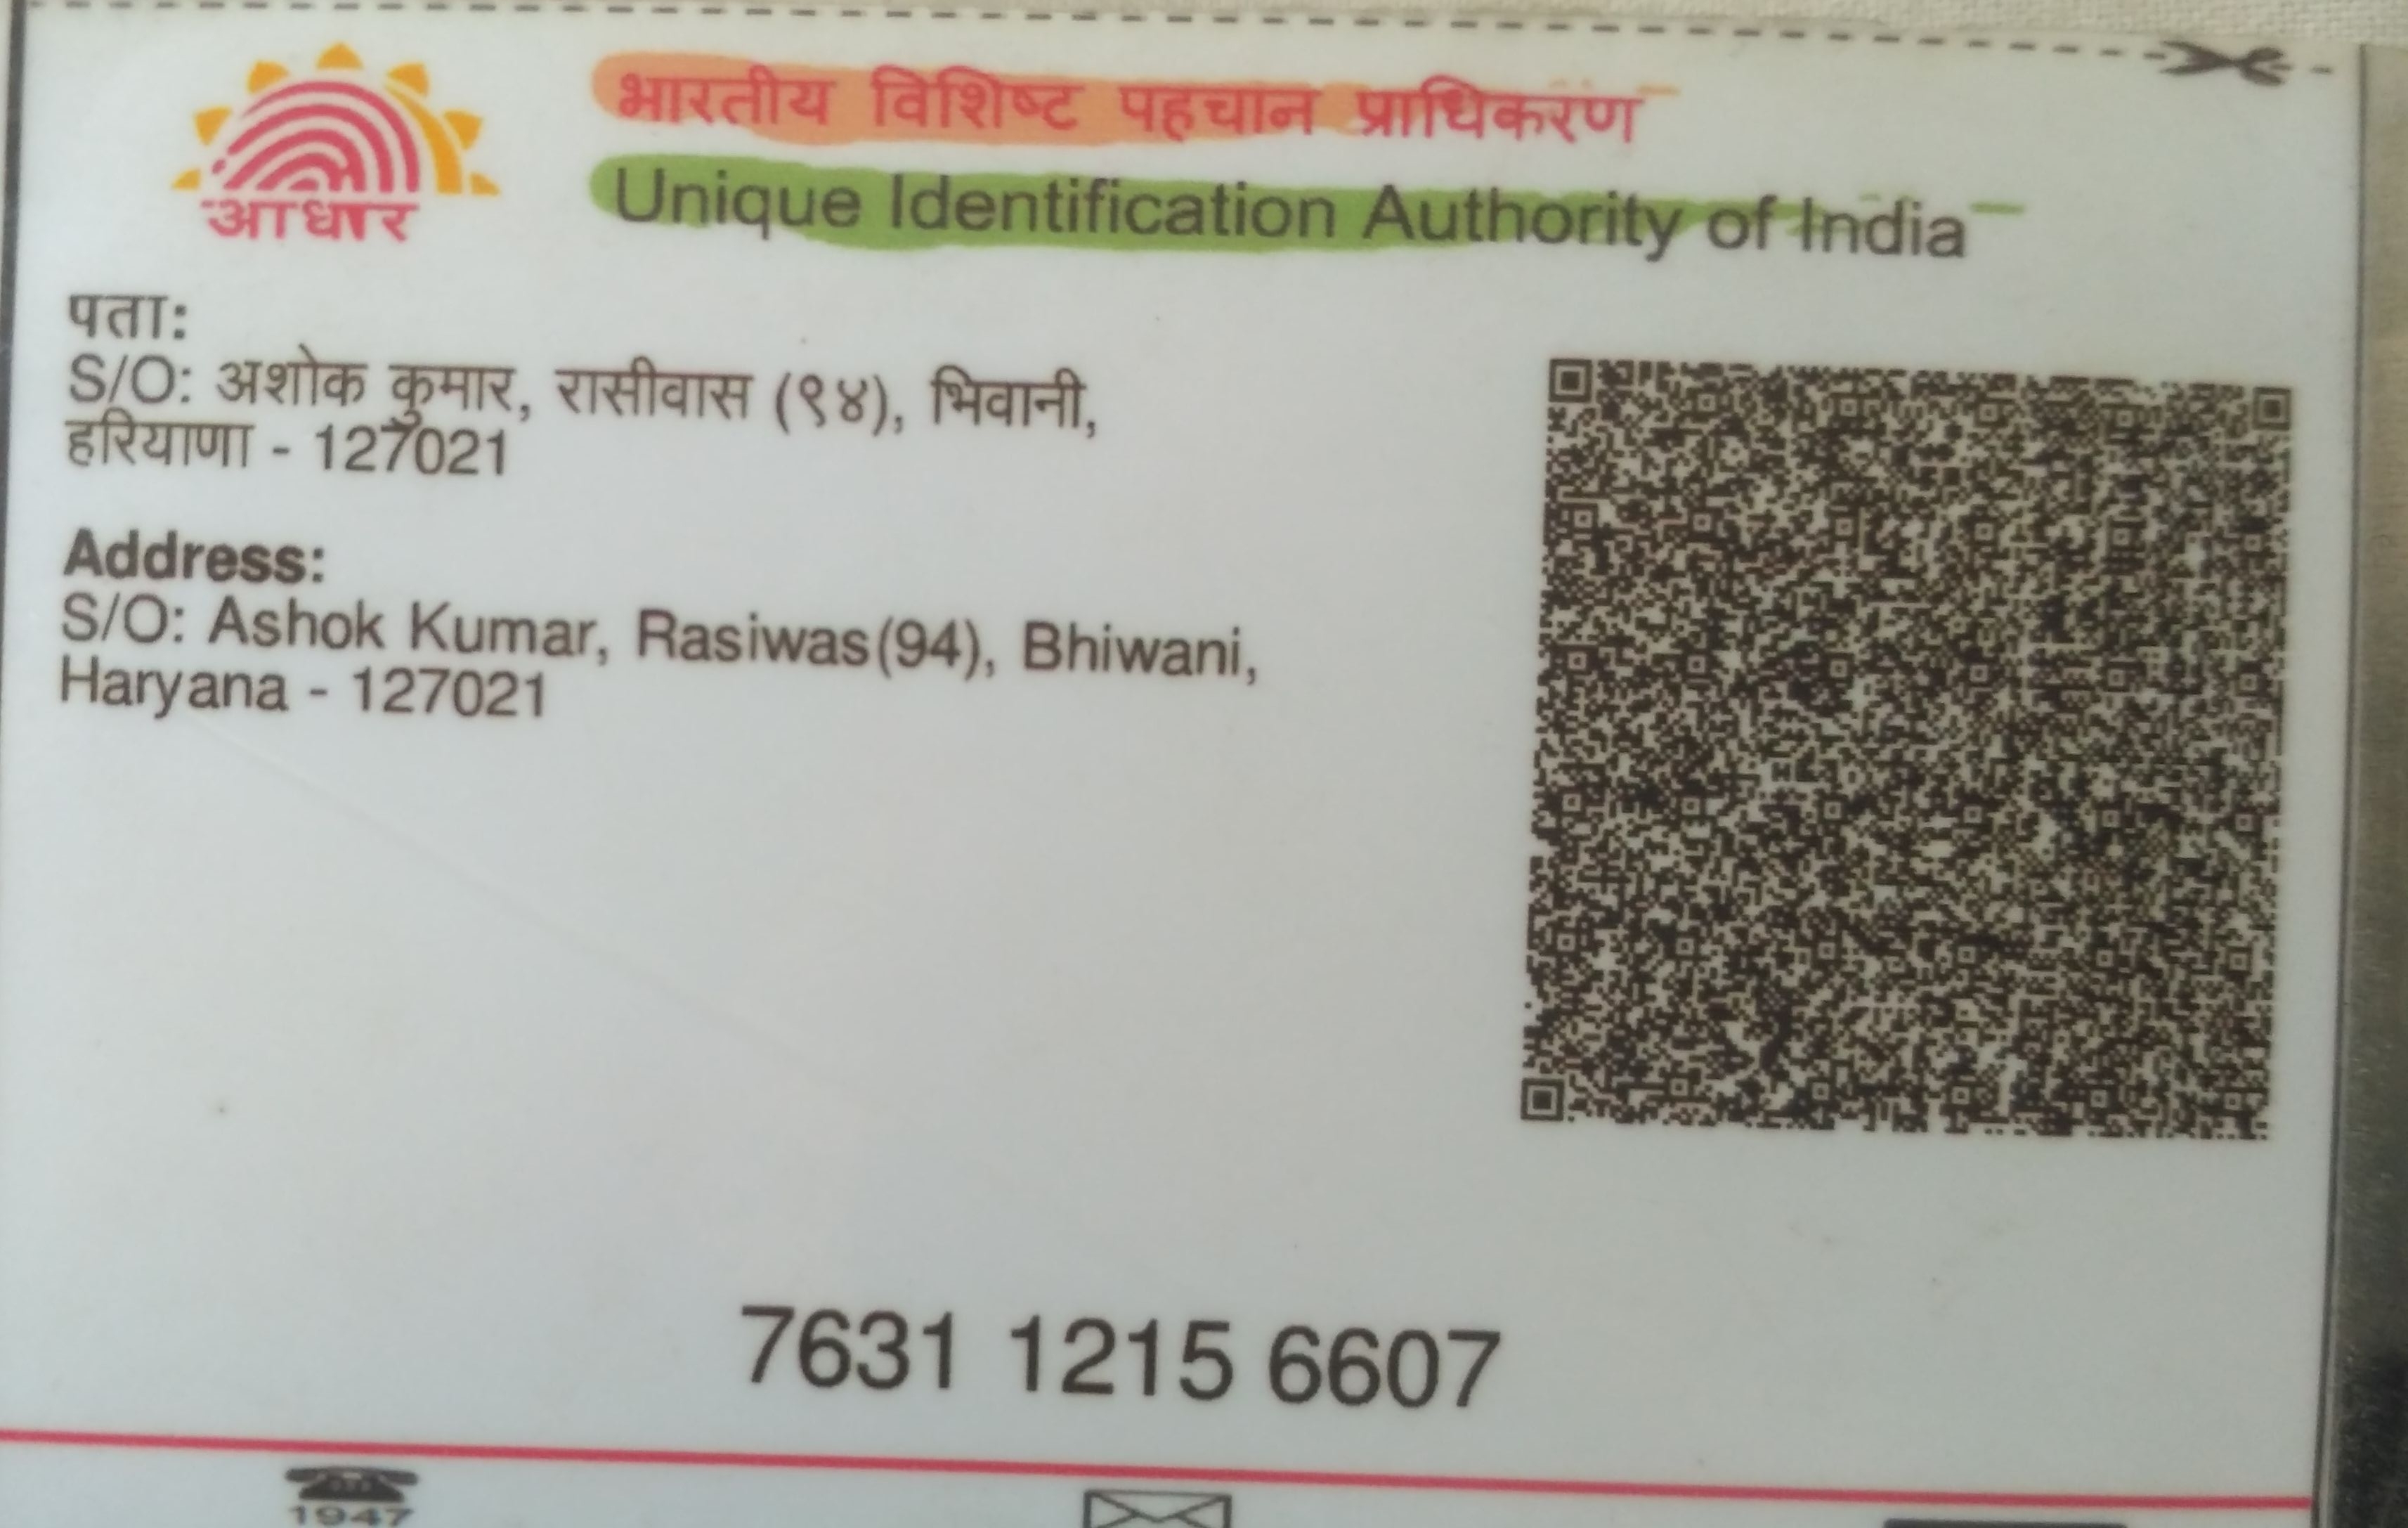 आधार
भारतीय विशिष्ट पहचान प्राधिकरण
Unique Identification Authority of India
पता:
S/O: अशोक कुमार, रासीवास (९४), भिवानी,
हरियाणा - 127021
Address:
S/O: Ashok Kumar, Rasiwas(94), Bhiwani,
Haryana - 127021
7631 1215 6607
1947